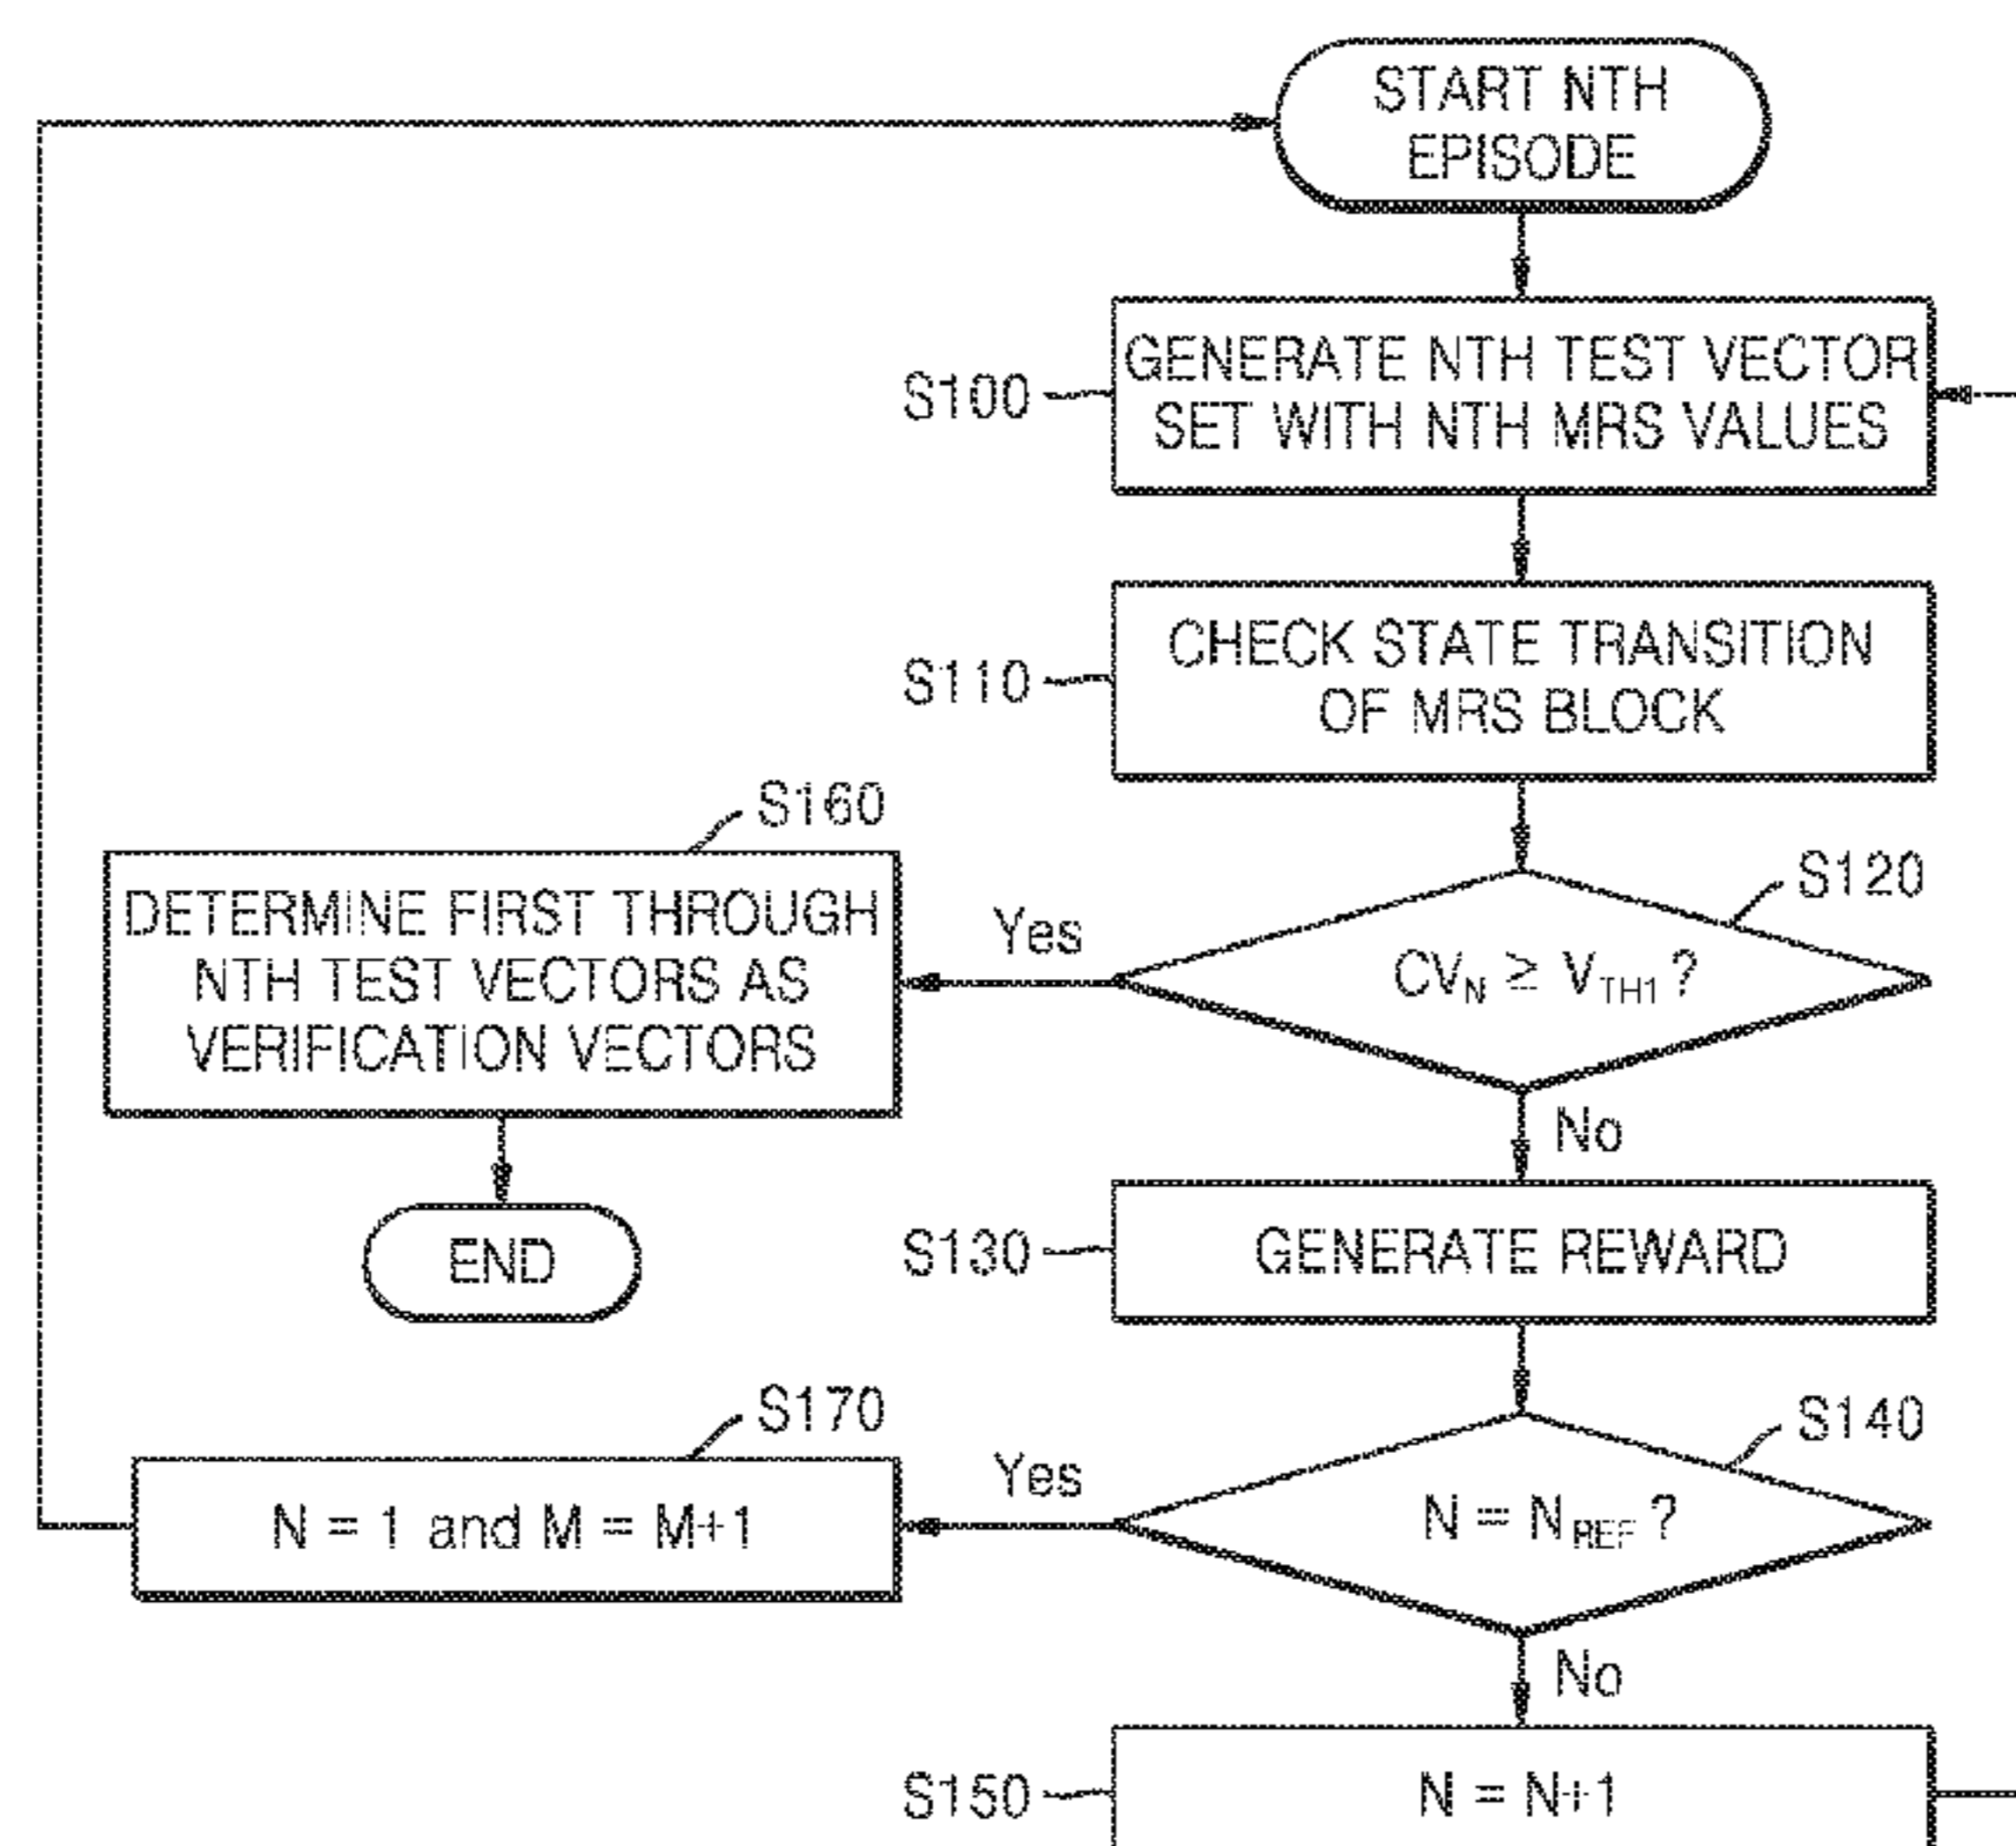 START NTH
EPISODE
S100
GENERATE NTH TEST VECTOR
SET WITH NTH MRS VALUES
S110
CHECK STATE TRANSITION
OF MRS BLOCK
S160
DETERMINE FIRST THROUGH
NTH TEST VECTORS AS
VERIFICATION VECTORS
Yes
S120
CV_N ≥ V_TH1 ?
No
END
S130
GENERATE REWARD
S170
N = 1 and M = M+1
Yes
S140
N = N_REF ?
No
S150
N = N+1